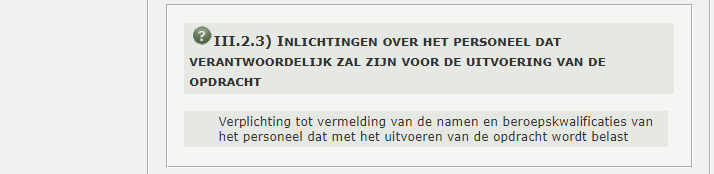 III.2.3) Inlichtingen over het personeel dat
verantwoordelijk zal zijn voor de uitvoering van de
opdracht
Verplichting tot vermelding van de namen en beroepskwalificaties van
het personeel dat met het uitvoeren van de opdracht wordt belast